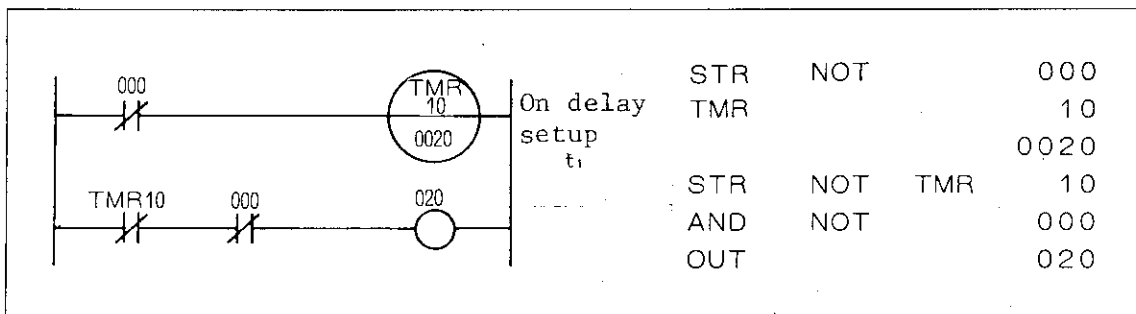 000
TMR
10
0020
On delay
setup
t₁
TMR10 000 020
STR NOT 000
TMR 10
0020
STR NOT TMR 10
AND NOT 000
OUT 020